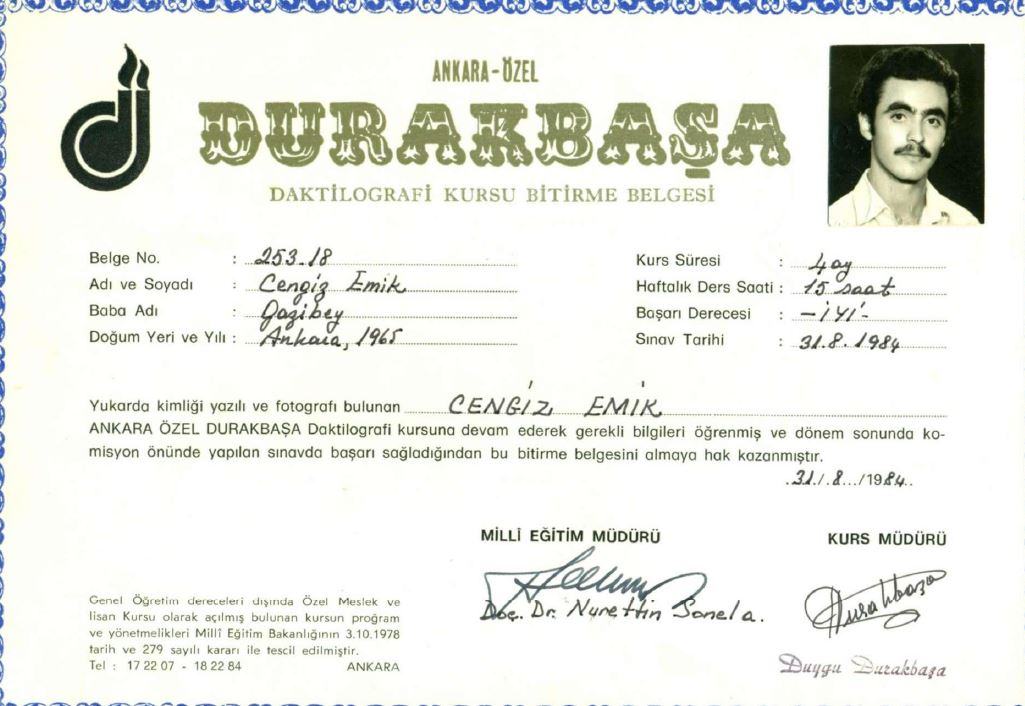 ANKARA-ÖZEL
DURAKBAŞA
DAKTİLOGRAFİ KURSU BİTİRME BELGESİ
Belge No. : 253.18
Adı ve Soyadı : Cengiz Emik
Baba Adı : Gazibey
Doğum Yeri ve Yılı : Ankara, 1965
Kurs Süresi : 4 ay
Haftalık Ders Saati : 15 saat
Başarı Derecesi : -İYİ-
Sınav Tarihi : 31.8.1984
Yukarda kimliği yazılı ve fotografı bulunan CENGİZ EMİK
ANKARA ÖZEL DURAKBAŞA Daktilografi kursuna devam ederek gerekli bilgileri öğrenmiş ve dönem sonunda ko-
misyon önünde yapılan sınavda başarı sağladığından bu bitirme belgesini almaya hak kazanmıştır.
31/8/1984
MİLLÎ EĞİTİM MÜDÜRÜ
Doç. Dr. Nurettin
KURS MÜDÜRÜ
Durakbaşa
Duygu Durakbaşa
Genel Öğretim dereceleri dışında Özel Meslek ve
lisan Kursu olarak açılmış bulunan kursun proğram
ve yönetmelikleri Millî Eğitim Bakanlığının 3.10.1978
tarih ve 279 sayılı kararı ile tescil edilmiştir.
Tel : 17 22 07 - 18 22 84 ANKARA